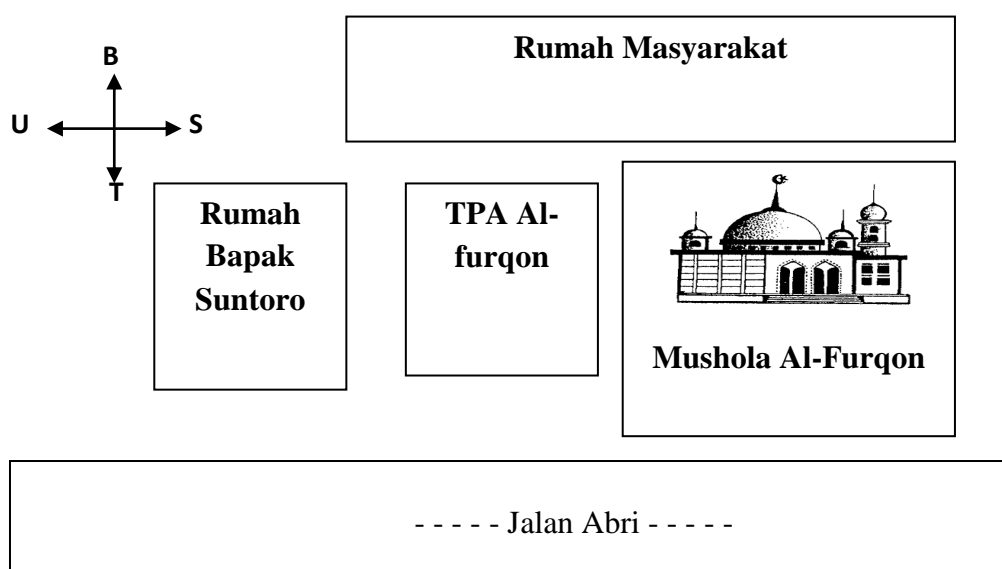 Rumah Masyarakat
B
U
S
T
Rumah
Bapak
Suntoro
TPA Al-
furqon
Mushola Al-Furqon
- - - - - Jalan Abri - - - - -